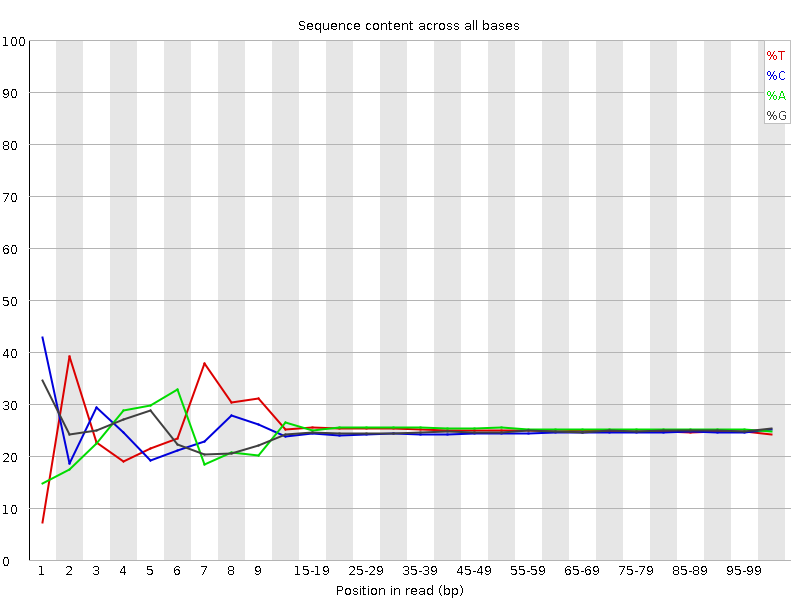 Sequence content across all bases
100
90
80
70
60
50
40
30
20
10
0
%T
%C
%A
%G
1 2 3 4 5 6 7 8 9 15-19 25-29 35-39 45-49 55-59 65-69 75-79 85-89 95-99
Position in read (bp)